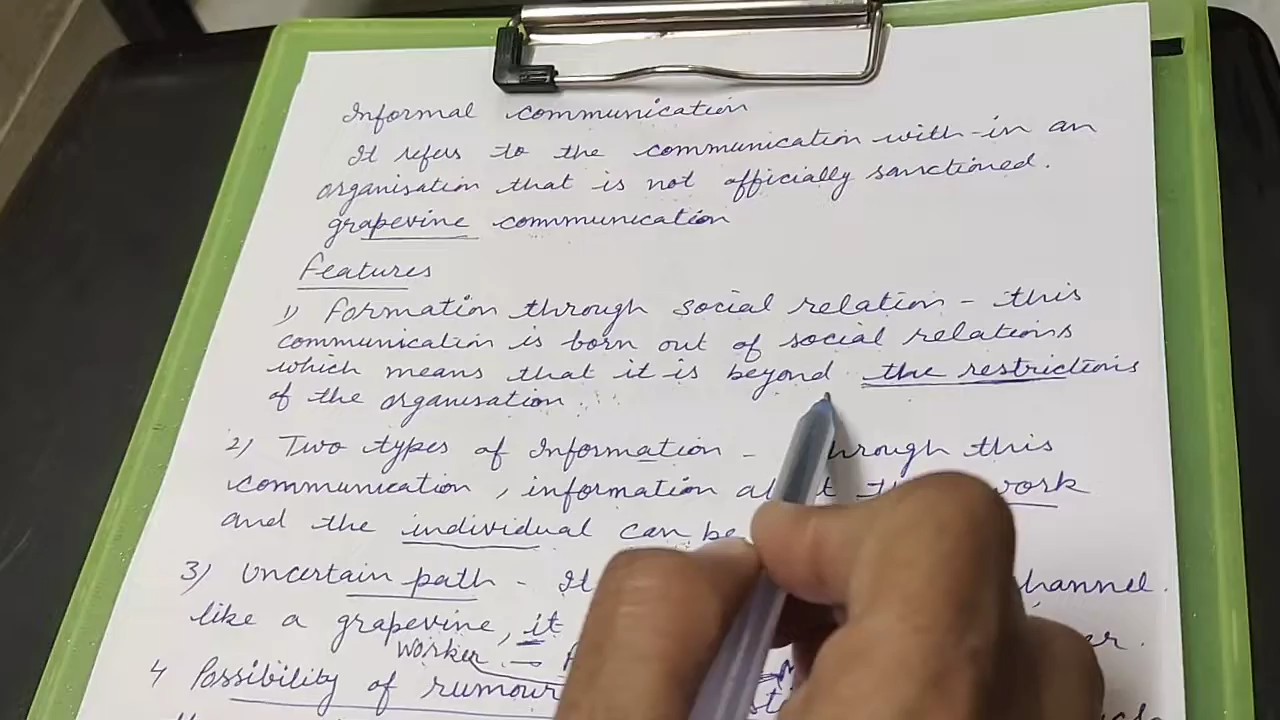 Informal communication
It refers to the communication with-in an
organisation that is not officially sanctioned.
grapevine communication
Features
1) Formation through social relation - this
communication is born out of social relations
which means that it is beyond the restrictions
of the organisation.
2) Two types of Information - through this
communication, information work
and the individual can be
3) Uncertain path - It channel.
like a grapevine, it
worker →
4 Possibility of rumour